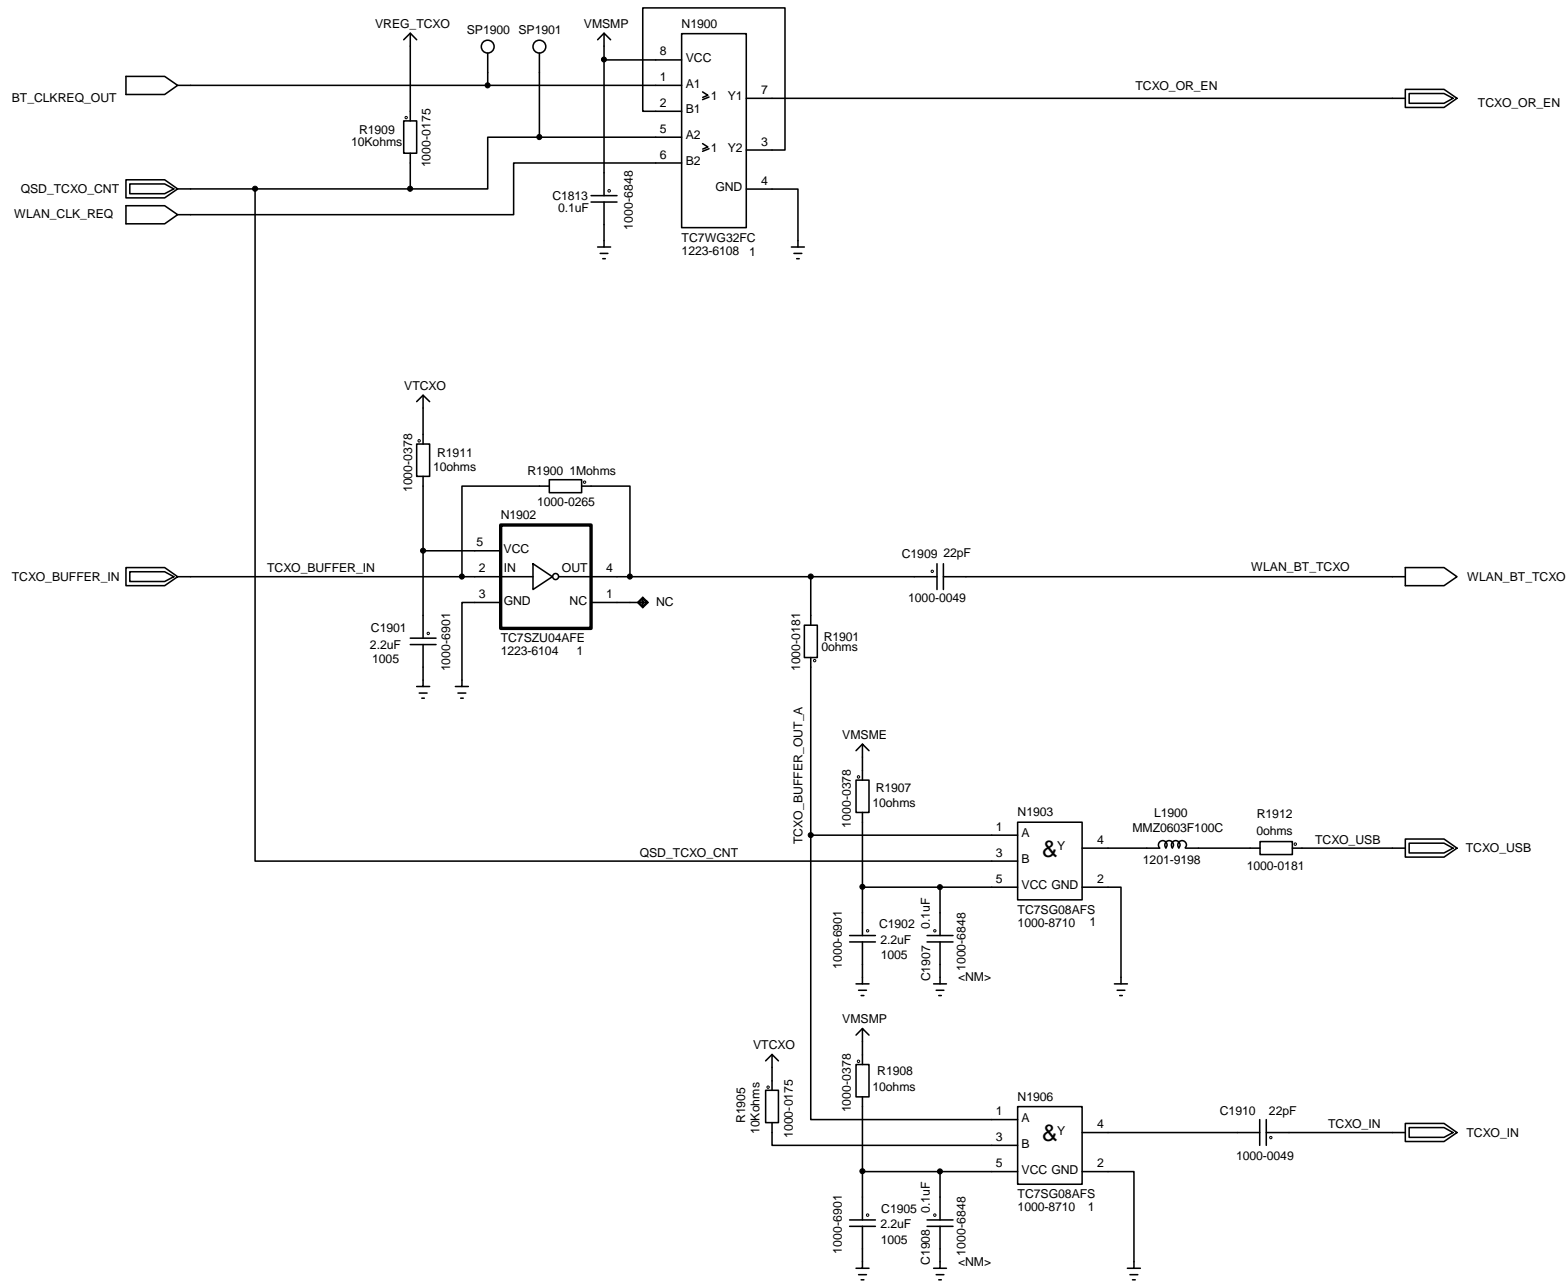 VREG_TCXO
SP1900
SP1901
VMSMP
N1900
8
VCC
BT_CLKREQ_OUT
1
A1
≥1
Y1
7
TCXO_OR_EN
TCXO_OR_EN
2
B1
R1909
10Kohms
1000-0175
5
A2
≥1
Y2
3
6
B2
QSD_TCXO_CNT
WLAN_CLK_REQ
GND
4
C1813
0.1uF
1000-6848
TC7WG32FC
1223-6108 1
VTCXO
1000-0378
R1911
10ohms
R1900 1Mohms
1000-0265
N1902
5
VCC
TCXO_BUFFER_IN
TCXO_BUFFER_IN
2
IN
OUT
4
3
GND
NC
1
NC
C1909 22pF
1000-0049
WLAN_BT_TCXO
WLAN_BT_TCXO
C1901
2.2uF
1005
1000-6901
TC7SZU04AFE
1223-6104 1
1000-0181
R1901
0ohms
TCXO_BUFFER_OUT_A
VMSME
1000-0378
R1907
10ohms
N1903
1
A
QSD_TCXO_CNT
3
B
&Y
4
5
VCC
GND
2
L1900
MMZ0603F100C
1201-9198
R1912
0ohms
1000-0181
TCXO_USB
TCXO_USB
TC7SG08AFS
1000-8710 1
1000-6901
C1902
2.2uF
1005
C1907
0.1uF
1000-6848
<NM>
VMSMP
VTCXO
R1905
10Kohms
1000-0175
1000-0378
R1908
10ohms
N1906
1
A
3
B
&Y
4
5
VCC
GND
2
C1910 22pF
1000-0049
TCXO_IN
TCXO_IN
TC7SG08AFS
1000-8710 1
1000-6901
C1905
2.2uF
1005
C1908
0.1uF
1000-6848
<NM>